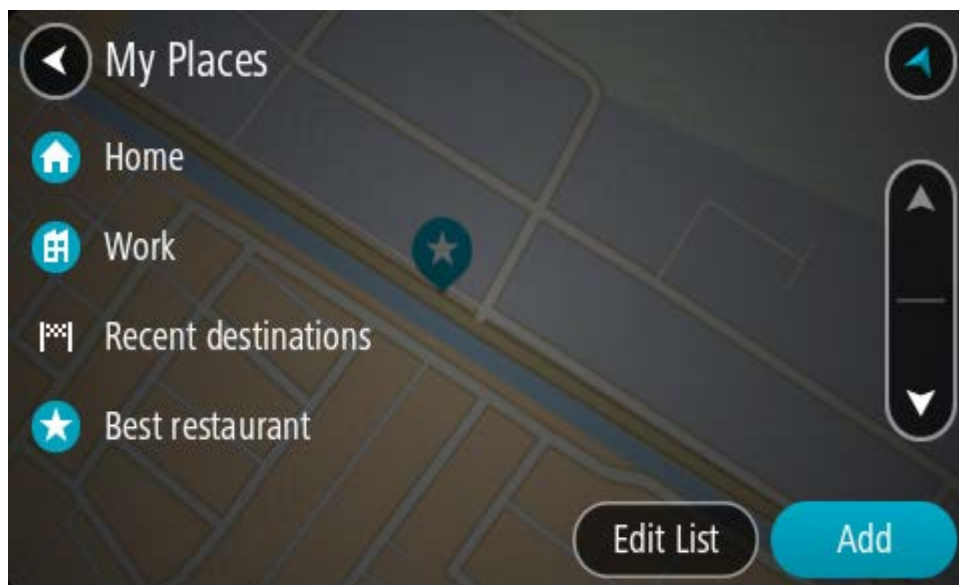 My Places
Home
Work
Recent destinations
Best restaurant
Edit List
Add